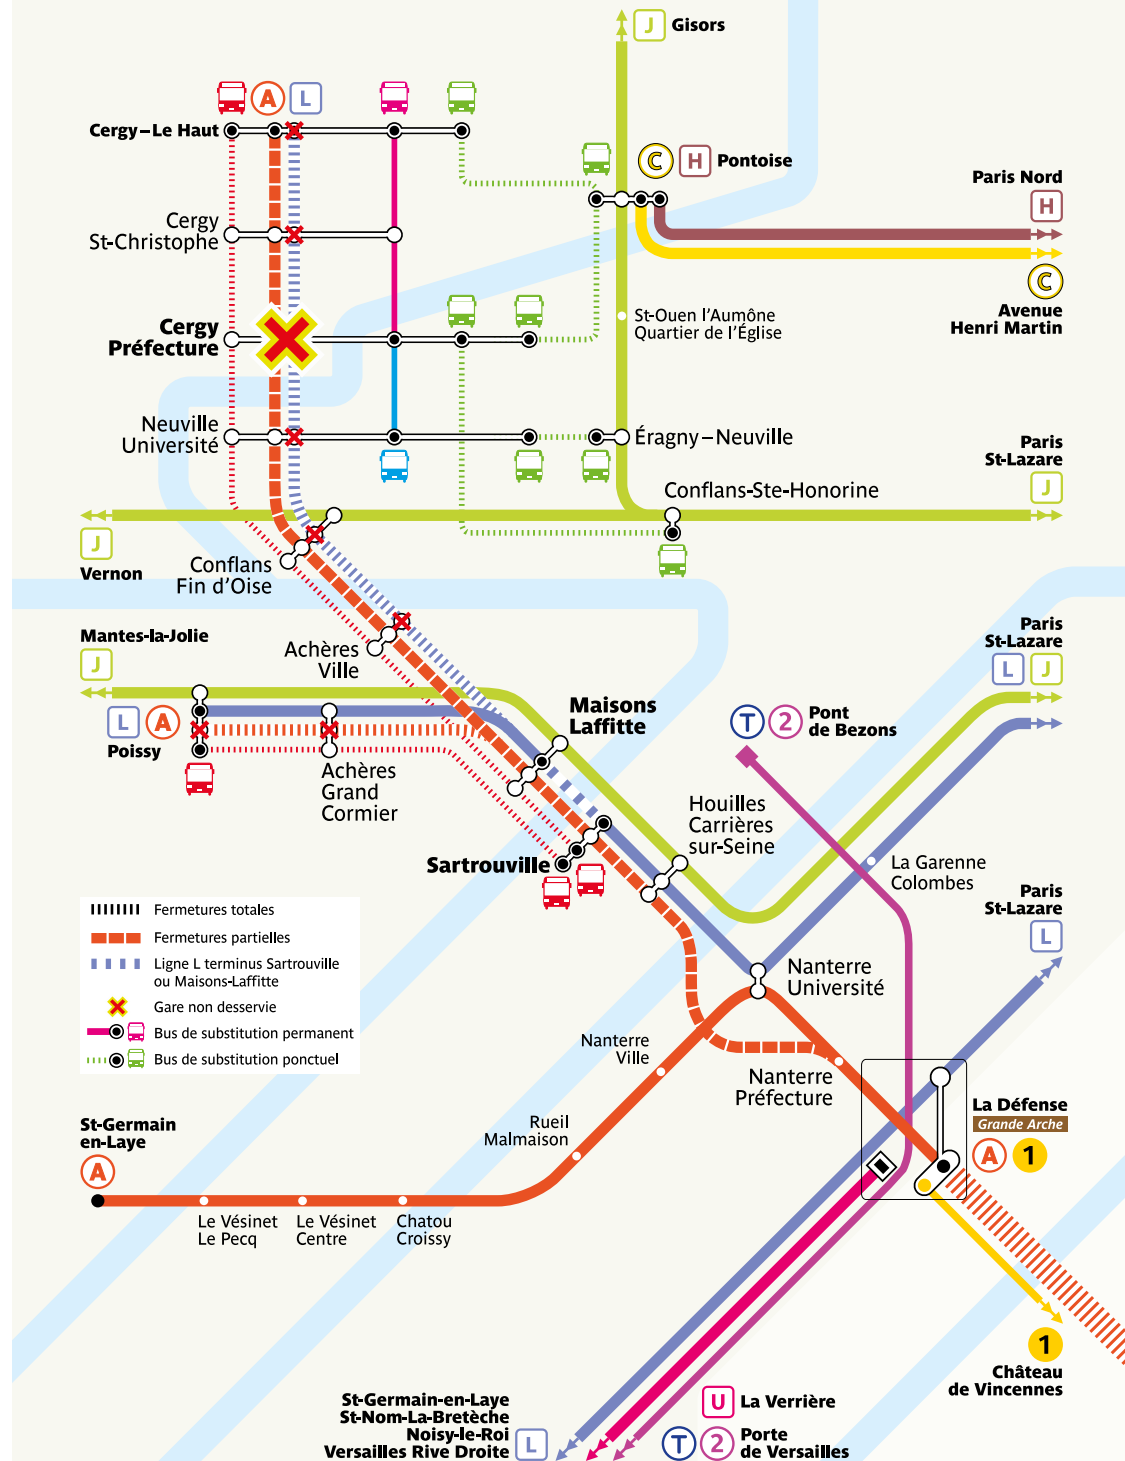 J Gisors
A L
Cergy – Le Haut
C H Pontoise
Paris Nord
H
Cergy
St-Christophe
C
Avenue
Henri Martin
Cergy
Préfecture
St-Ouen l'Aumône
Quartier de l'Église
Neuville
Université
Éragny – Neuville
Paris
St-Lazare
J
Conflans-Ste-Honorine
J
Vernon
Conflans
Fin d'Oise
Mantes-la-Jolie
J
Achères
Ville
Paris
St-Lazare
L J
L A
Poissy
Maisons
Laffitte
T 2 Pont
de Bezons
Achères
Grand
Cormier
Houilles
Carrières
sur-Seine
Sartrouville
La Garenne
Colombes
Paris
St-Lazare
L
Fermetures totales
Fermetures partielles
Ligne L terminus Sartrouville
ou Maisons-Laffitte
Gare non desservie
Bus de substitution permanent
Bus de substitution ponctuel
Nanterre
Université
Nanterre
Ville
Nanterre
Préfecture
Rueil
Malmaison
La Défense
Grande Arche
A 1
St-Germain
en-Laye
A
Le Vésinet
Le Pecq
Le Vésinet
Centre
Chatou
Croissy
1
Château
de Vincennes
St-Germain-en-Laye
St-Nom-La-Bretèche
Noisy-le-Roi
Versailles Rive Droite L
U La Verrière
T 2 Porte
de Versailles